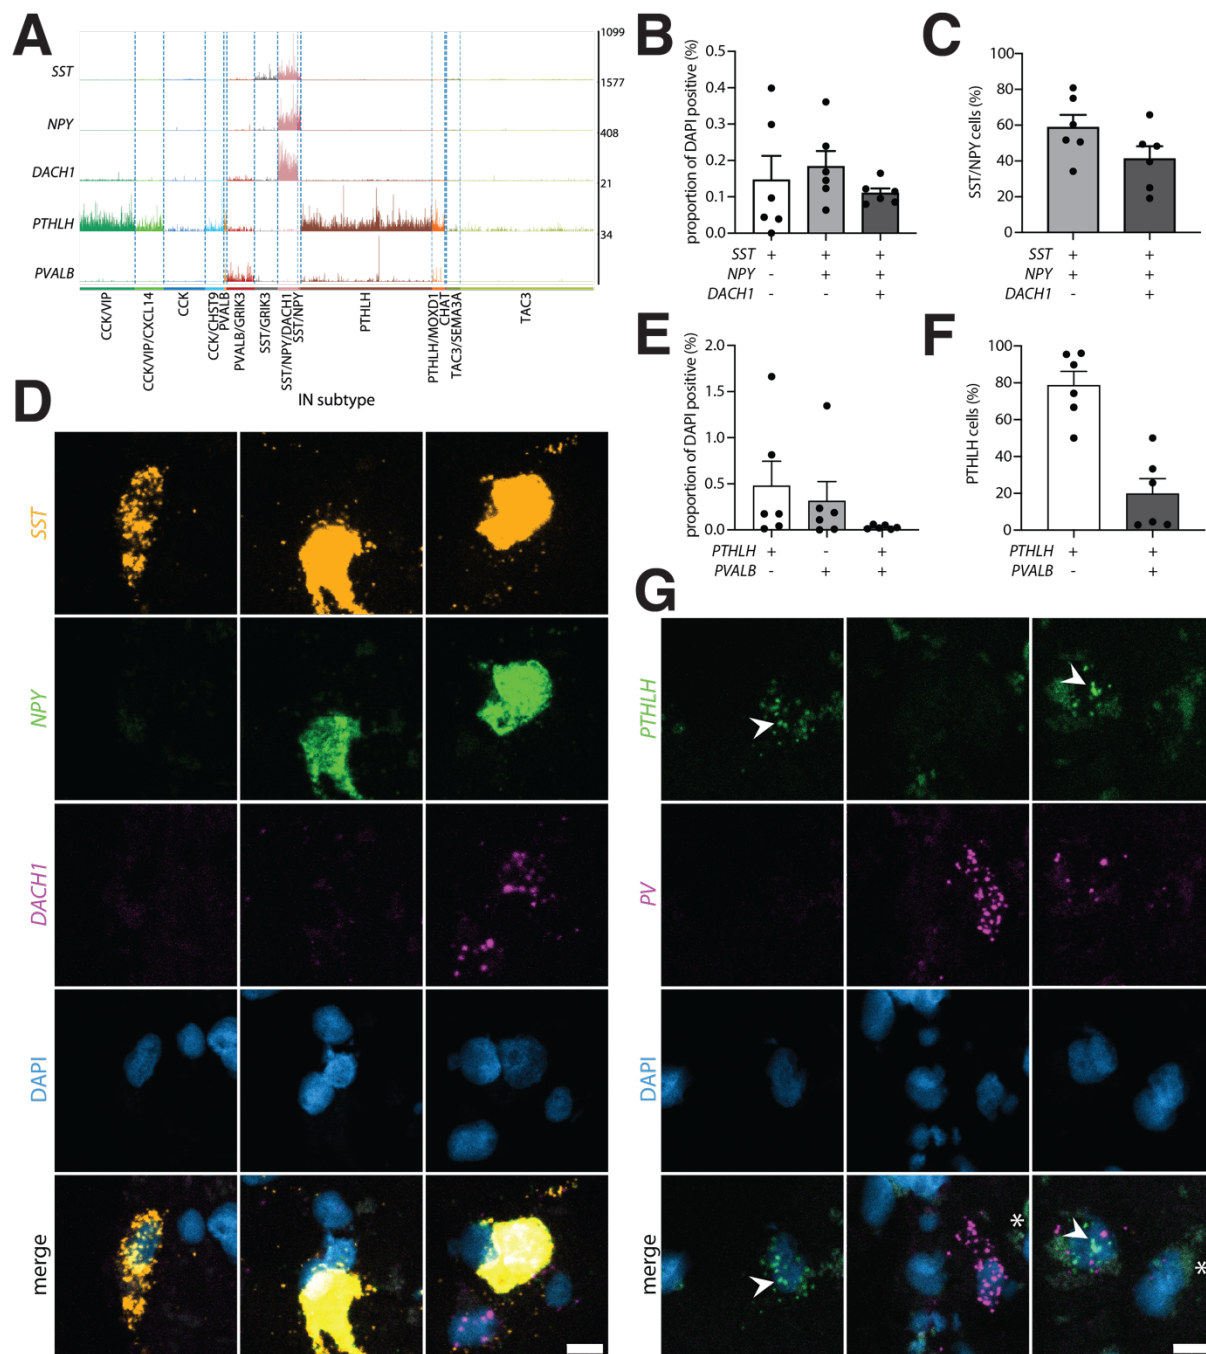 A
1099
SST
1577
NPY
408
DACH1
21
PTHLH
34
PVALB
CCK/VIP
CCK/VIP/CXCL14
CCK
CCK/CHST9
PVALB
PVALB/GRIK3
SST/GRIK3
SST/NPY/DACH1
SST/NPY
PTHLH
PTHLH/MOXD1
CHAT
TAC3/SEMA3A
TAC3
IN subtype
B
proportion of DAPI positive (%)
0.5
0.4
0.3
0.2
0.1
0.0
SST + + +
NPY - + +
DACH1 - - +
C
SST/NPY cells (%)
100
80
60
40
20
0
SST + +
NPY + +
DACH1 - +
E
proportion of DAPI positive (%)
2.0
1.5
1.0
0.5
0.0
PTHLH + - +
PVALB - + +
F
PTHLH cells (%)
100
80
60
40
20
0
PTHLH + +
PVALB - +
D
SST
NPY
DACH1
DAPI
merge
G
PTHLH
PV
DAPI
merge
*
*